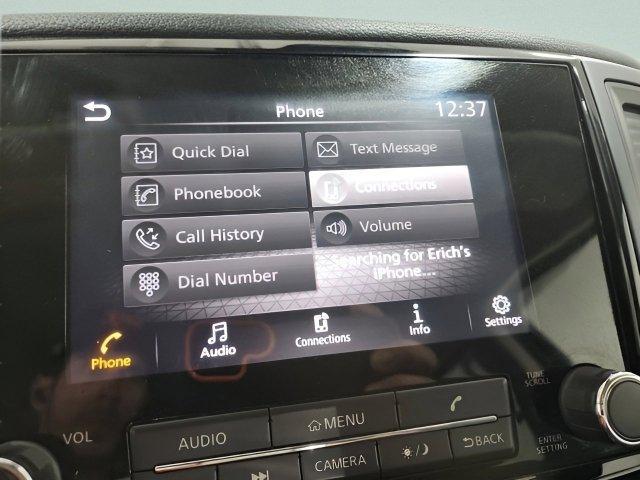 Phone
12:37
Quick Dial
Text Message
Phonebook
Connections
Call History
Volume
Dial Number
Searching for Erich's
iPhone...
Phone
Audio
Connections
Info
Settings
VOL
AUDIO
MENU
CAMERA
BACK
TUNE
SCROLL
ENTER
SETTING